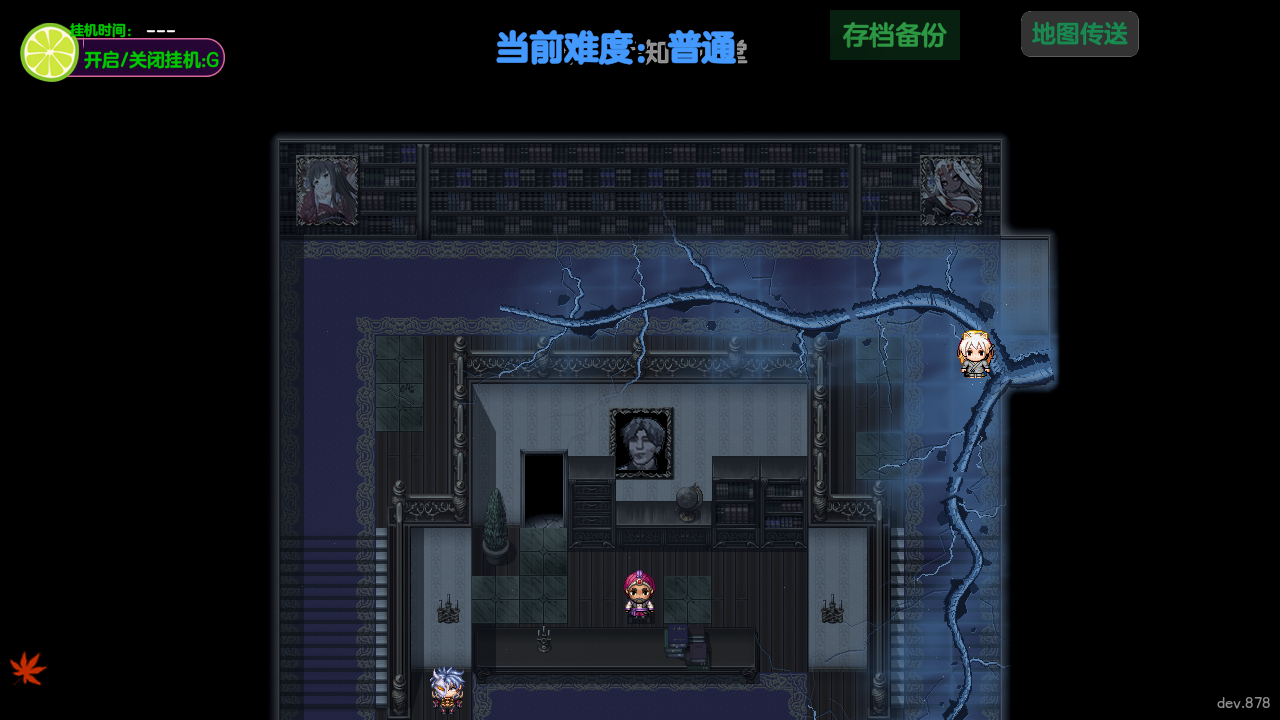 挂机时间： ---
开启/关闭挂机:G
当前难度:普通
知
存档备份
地图传送
dev.878